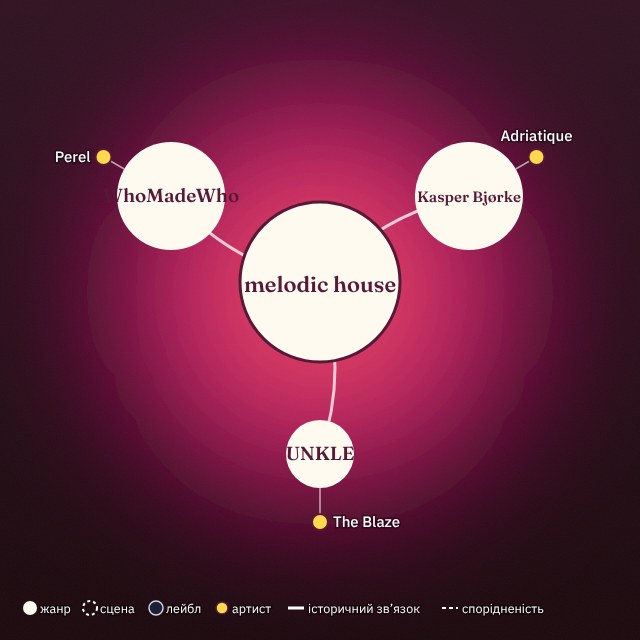 Adriatique
Perel
WhoMadeWho
Kasper Bjørke
melodic house
UNKLE
The Blaze
жанр
сцена
лейбл
артист
історичний зв’язок
спорідненість